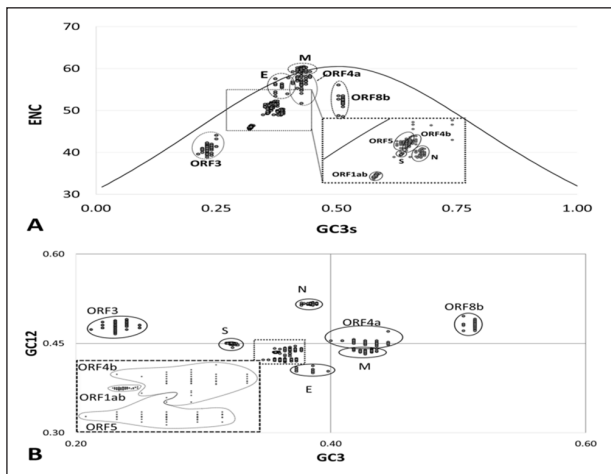 70
60
50
40
30
ENC
E
M
ORF4a
ORF8b
ORF3
ORF5
ORF4b
S
N
ORF1ab
0.00
0.25
0.50
0.75
1.00
A
GC3s
0.60
0.45
0.30
GC12
ORF3
S
N
ORF4a
ORF8b
E
M
ORF4b
ORF1ab
ORF5
0.20
0.40
0.60
B
GC3